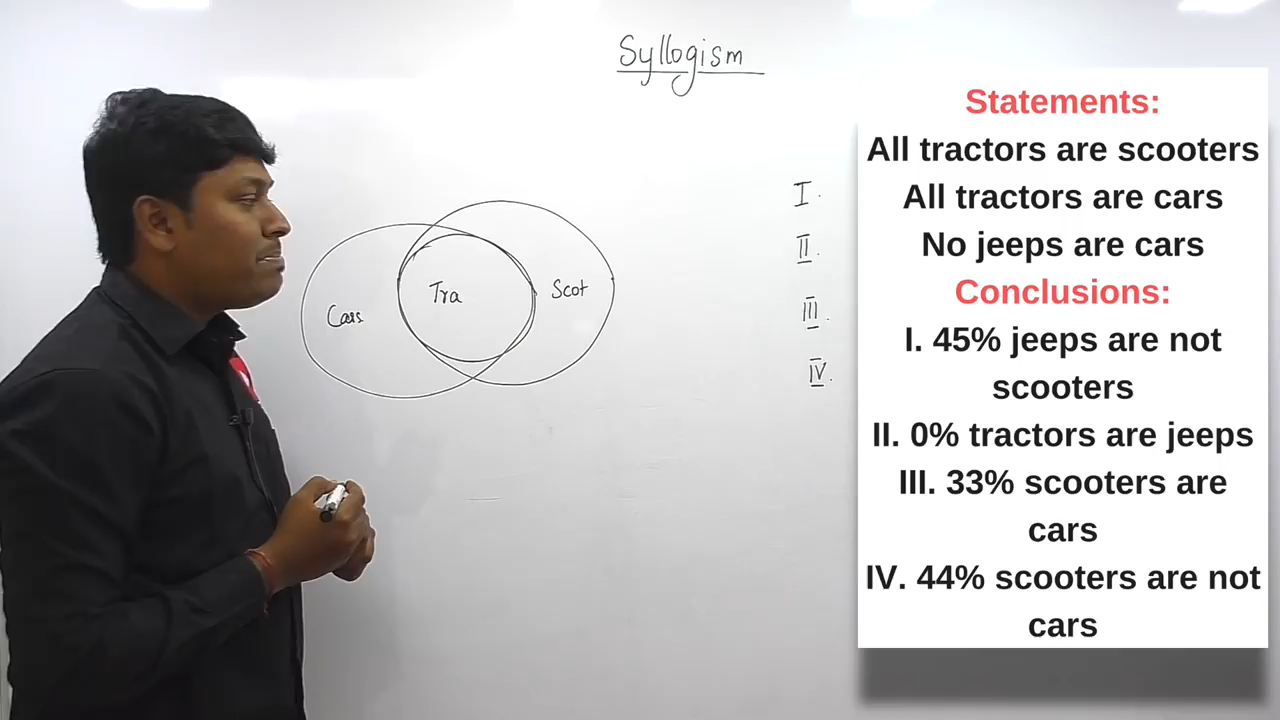 Syllogism
Cars
Tra
Scot
I.
II.
III.
IV.
Statements:
All tractors are scooters
All tractors are cars
No jeeps are cars
Conclusions:
I. 45% jeeps are not
scooters
II. 0% tractors are jeeps
III. 33% scooters are
cars
IV. 44% scooters are not
cars